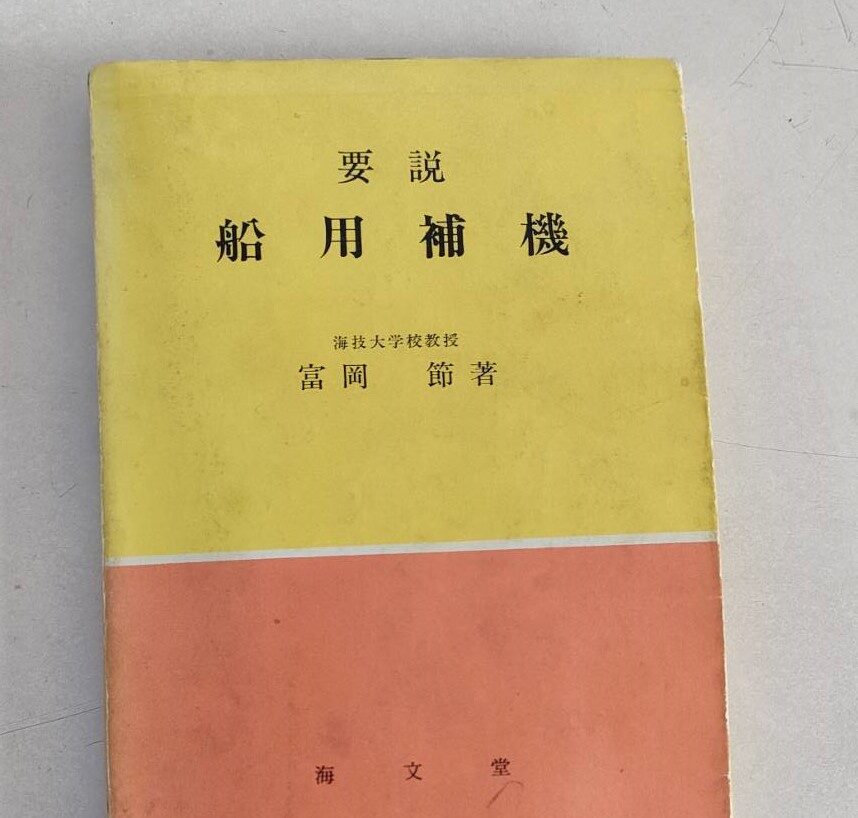 要説
船用補機
海技大学校教授
富岡 節著
海文堂